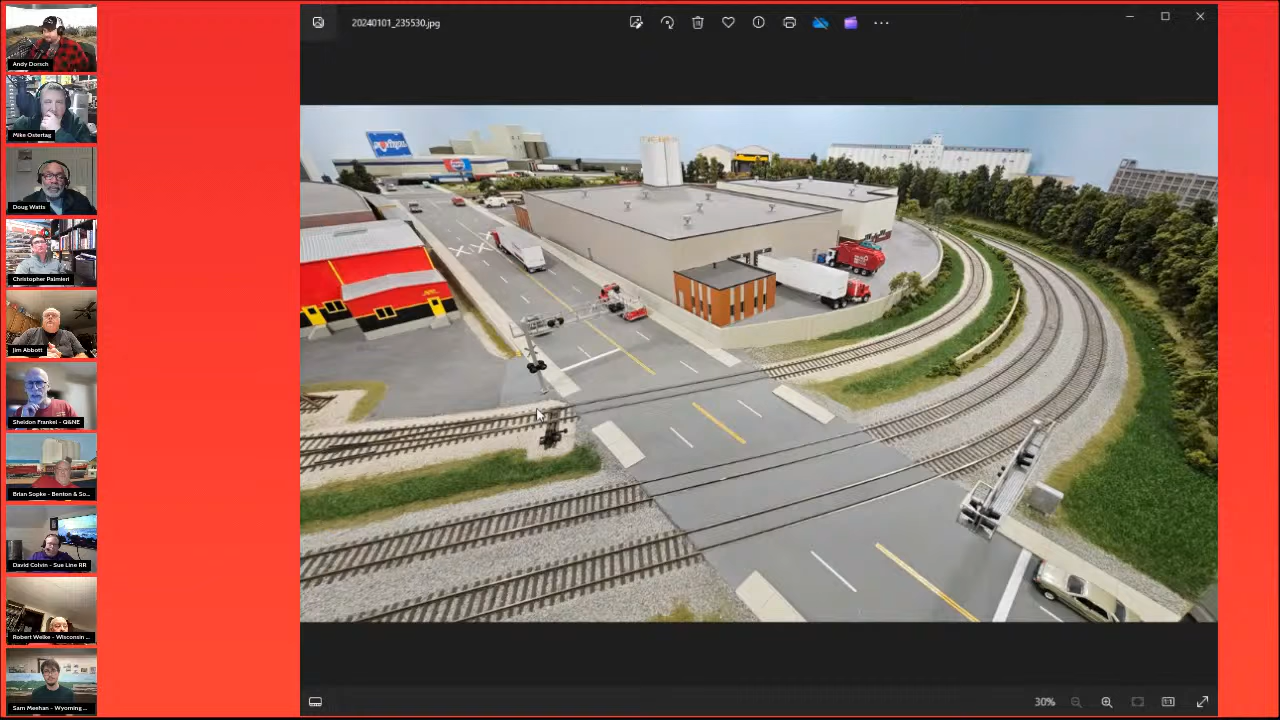 20240101_235530.jpg
Andy Dorsch
Mike Ostertag
Doug Watts
Christopher Palmieri
Jim Abbott
Sheldon Frankel - Q&NE
Brian Sopke - Benton & So...
David Colvin - Sue Line RR
Robert Welke - Wisconsin ...
Sam Meehan - Wyoming ...
30%